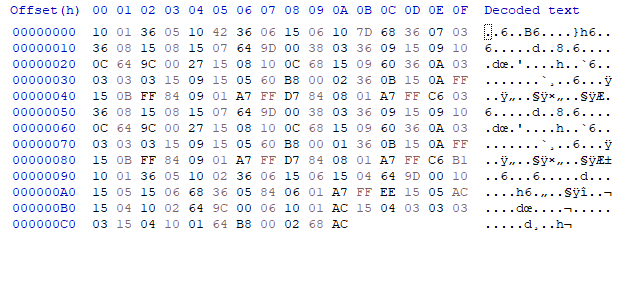 Offset(h) 00 01 02 03 04 05 06 07 08 09 0A 0B 0C 0D 0E 0F Decoded text
00000000 10 01 36 05 10 42 36 06 15 06 10 7D 68 36 07 03 ..6..B6....}h6..
00000010 36 08 15 08 15 07 64 9D 00 38 03 36 09 15 09 10 6.....d..8.6....
00000020 0C 64 9C 00 27 15 08 10 0C 68 15 09 60 36 0A 03 .dœ.'....h..`6..
00000030 03 03 03 15 09 15 05 60 B8 00 02 36 0B 15 0A FF .......`¸..6...ÿ
00000040 15 0B FF 84 09 01 A7 FF D7 84 08 01 A7 FF C6 03 ..ÿ„..§ÿ×„..§ÿÆ.
00000050 36 08 15 08 15 07 64 9D 00 38 03 36 09 15 09 10 6.....d..8.6....
00000060 0C 64 9C 00 27 15 08 10 0C 68 15 09 60 36 0A 03 .dœ.'....h..`6..
00000070 03 03 03 15 09 15 05 60 B8 00 01 36 0B 15 0A FF .......`¸..6...ÿ
00000080 15 0B FF 84 09 01 A7 FF D7 84 08 01 A7 FF C6 B1 ..ÿ„..§ÿ×„..§ÿÆ±
00000090 10 01 36 05 10 02 36 06 15 06 15 04 64 9D 00 10 ..6...6.....d...
000000A0 15 05 15 06 68 36 05 84 06 01 A7 FF EE 15 05 AC ....h6.„..§ÿî..¬
000000B0 15 04 10 02 64 9C 00 06 10 01 AC 15 04 03 03 03 ....dœ....¬.....
000000C0 03 15 04 10 01 64 B8 00 02 68 AC .....d¸..h¬